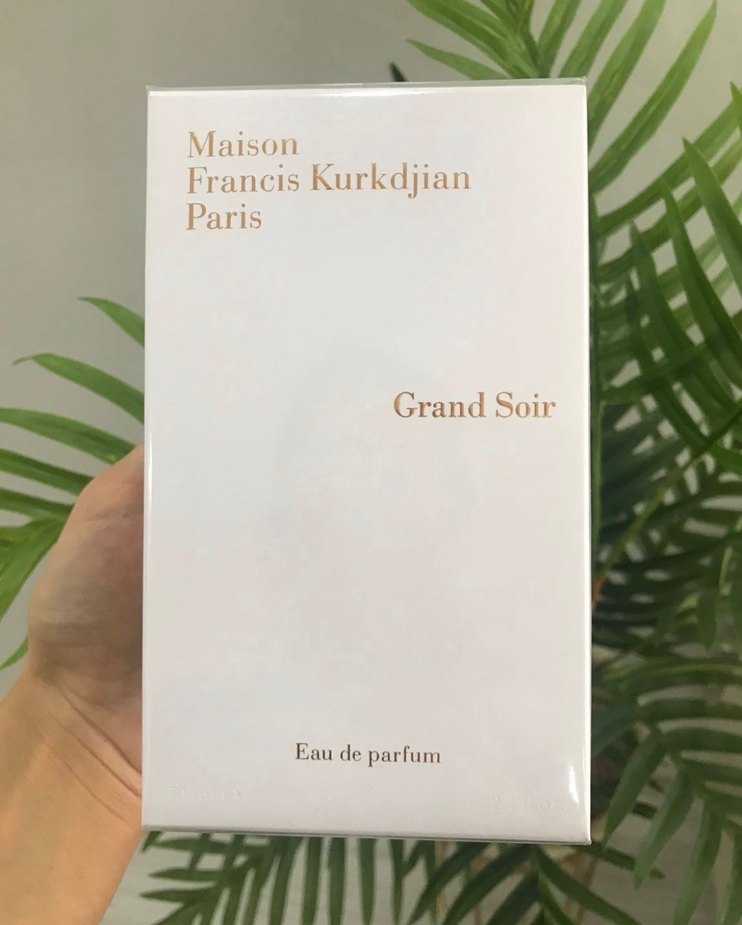 Maison
Francis Kurkdjian
Paris
Grand Soir
Eau de parfum